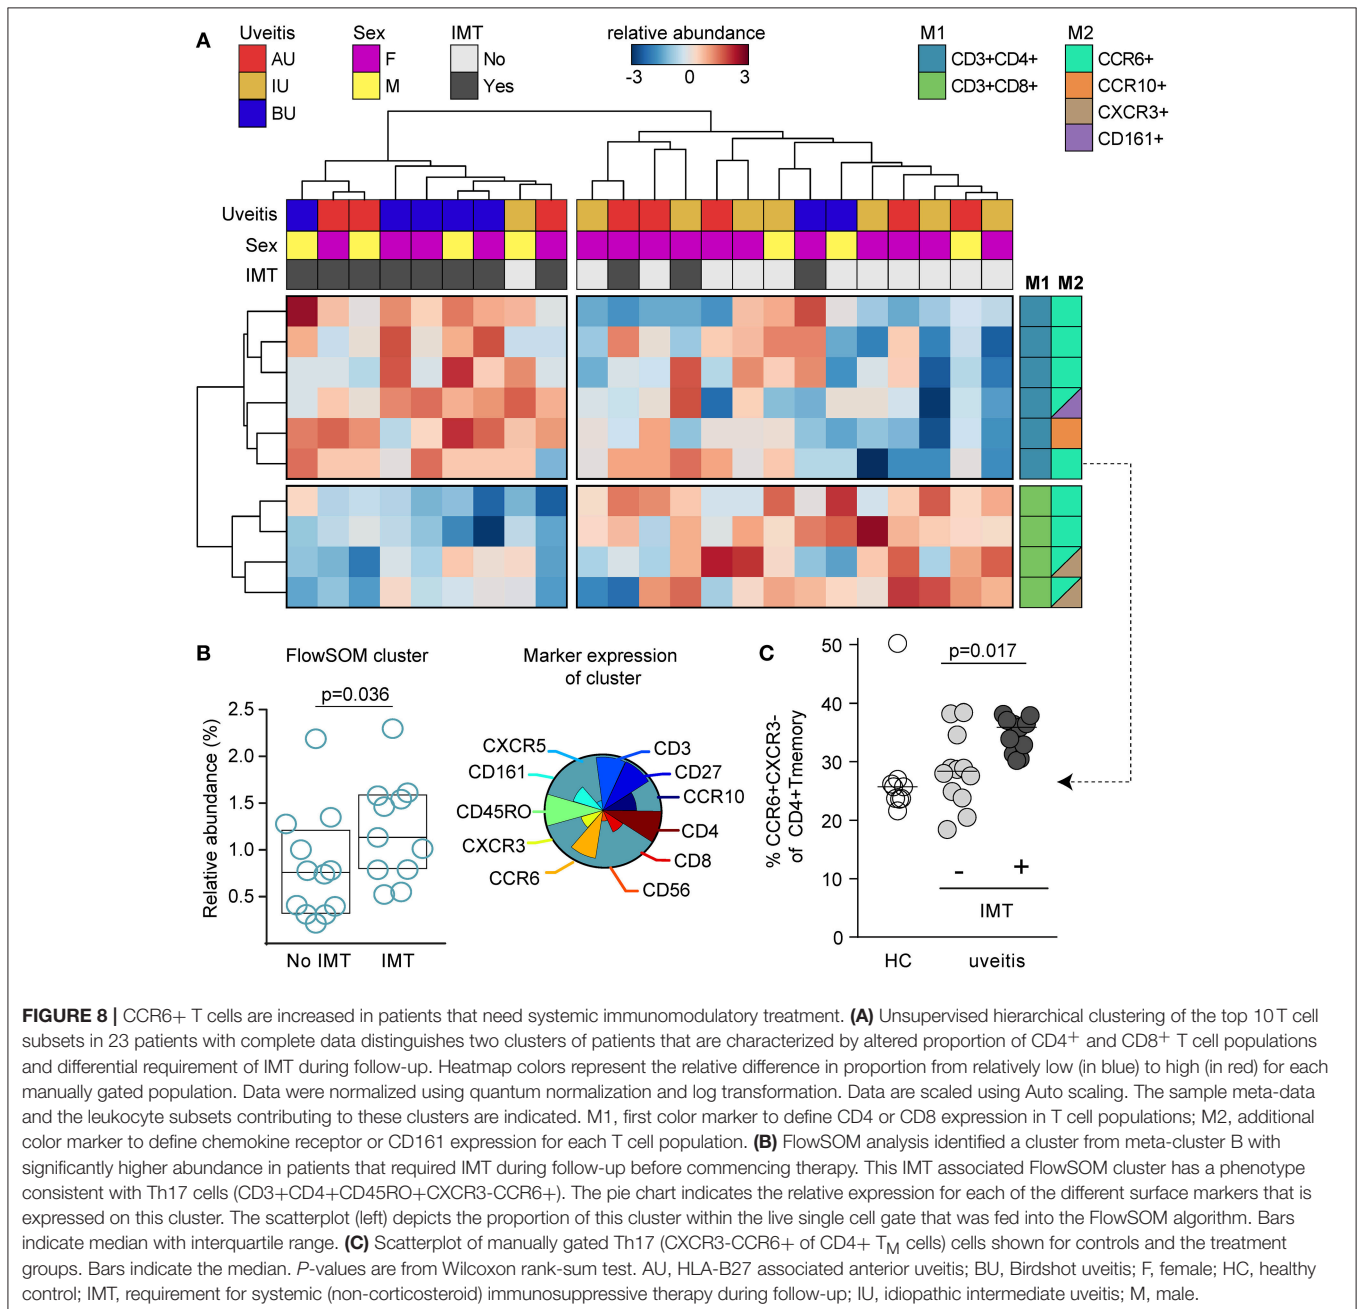 A
Uveitis
AU
IU
BU
Sex
F
M
IMT
No
Yes
relative abundance
-3 0 3
M1
CD3+CD4+
CD3+CD8+
M2
CCR6+
CCR10+
CXCR3+
CD161+
Uveitis
Sex
IMT
M1 M2
B
FlowSOM cluster
p=0.036
Relative abundance (%)
2.5
2.0
1.5
1.0
0.5
No IMT IMT
Marker expression
of cluster
CXCR5
CD161
CD45RO
CXCR3
CCR6
CD3
CD27
CCR10
CD4
CD8
CD56
C
p=0.017
% CCR6+CXCR3-
of CD4+Tmemory
50
40
30
20
10
0
- +
IMT
HC uveitis
FIGURE 8 | CCR6+ T cells are increased in patients that need systemic immunomodulatory treatment. (A) Unsupervised hierarchical clustering of the top 10 T cell
subsets in 23 patients with complete data distinguishes two clusters of patients that are characterized by altered proportion of CD4+ and CD8+ T cell populations
and differential requirement of IMT during follow-up. Heatmap colors represent the relative difference in proportion from relatively low (in blue) to high (in red) for each
manually gated population. Data were normalized using quantum normalization and log transformation. Data are scaled using Auto scaling. The sample meta-data
and the leukocyte subsets contributing to these clusters are indicated. M1, first color marker to define CD4 or CD8 expression in T cell populations; M2, additional
color marker to define chemokine receptor or CD161 expression for each T cell population. (B) FlowSOM analysis identified a cluster from meta-cluster B with
significantly higher abundance in patients that required IMT during follow-up before commencing therapy. This IMT associated FlowSOM cluster has a phenotype
consistent with Th17 cells (CD3+CD4+CD45RO+CXCR3-CCR6+). The pie chart indicates the relative expression for each of the different surface markers that is
expressed on this cluster. The scatterplot (left) depicts the proportion of this cluster within the live single cell gate that was fed into the FlowSOM algorithm. Bars
indicate median with interquartile range. (C) Scatterplot of manually gated Th17 (CXCR3-CCR6+ of CD4+ TM cells) cells shown for controls and the treatment
groups. Bars indicate the median. P-values are from Wilcoxon rank-sum test. AU, HLA-B27 associated anterior uveitis; BU, Birdshot uveitis; F, female; HC, healthy
control; IMT, requirement for systemic (non-corticosteroid) immunosuppressive therapy during follow-up; IU, idiopathic intermediate uveitis; M, male.